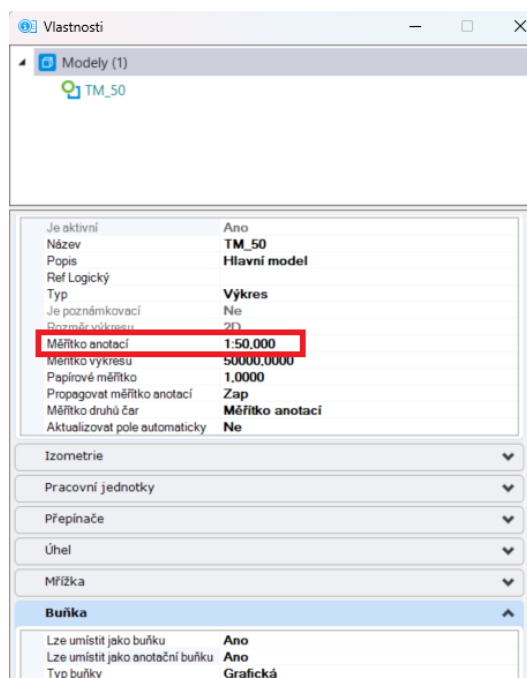 Vlastnosti
Modely (1)
TM_50
Je aktivní Ano
Název TM_50
Popis Hlavní model
Ref Logický
Typ Výkres
Je poznámkovací Ne
Rozměr výkresu 2D
Měřítko anotací 1:50,000
Měřítko výkresu 50000,0000
Papírové měřítko 1,0000
Propagovat měřítko anotací Zap
Měřítko druhů čar Měřítko anotací
Aktualizovat pole automaticky Ne
Izometrie
Pracovní jednotky
Přepínače
Úhel
Mřížka
Buňka
Lze umístit jako buňku Ano
Lze umístit jako anotační buňku Ano
Typ buňky Grafická